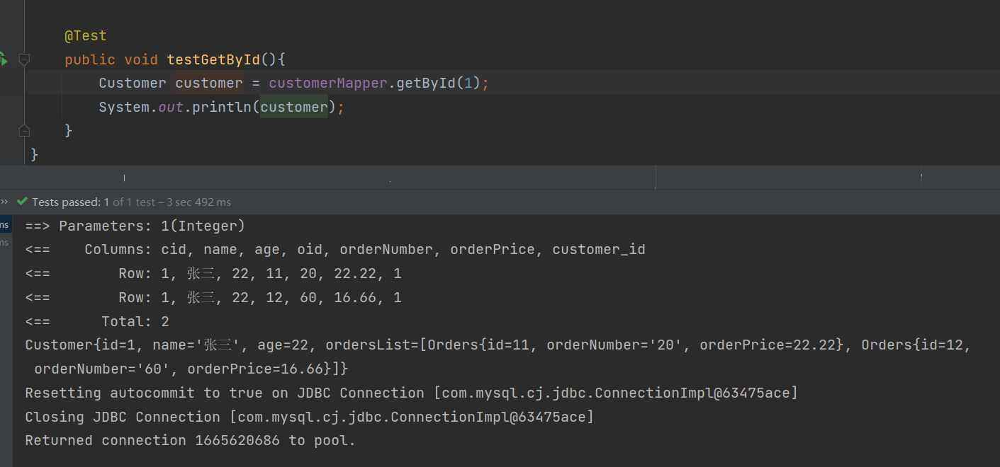 @Test
public void testGetById(){
Customer customer = customerMapper.getById(1);
System.out.println(customer);
}
}
›› Tests passed: 1 of 1 test – 3 sec 492 ms
ms ==> Parameters: 1(Integer)
ms <==    Columns: cid, name, age, oid, orderNumber, orderPrice, customer_id
<==        Row: 1, 张三, 22, 11, 20, 22.22, 1
<==        Row: 1, 张三, 22, 12, 60, 16.66, 1
<==      Total: 2
Customer{id=1, name='张三', age=22, ordersList=[Orders{id=11, orderNumber='20', orderPrice=22.22}, Orders{id=12,
orderNumber='60', orderPrice=16.66}]}
Resetting autocommit to true on JDBC Connection [com.mysql.cj.jdbc.ConnectionImpl@63475ace]
Closing JDBC Connection [com.mysql.cj.jdbc.ConnectionImpl@63475ace]
Returned connection 1665620686 to pool.